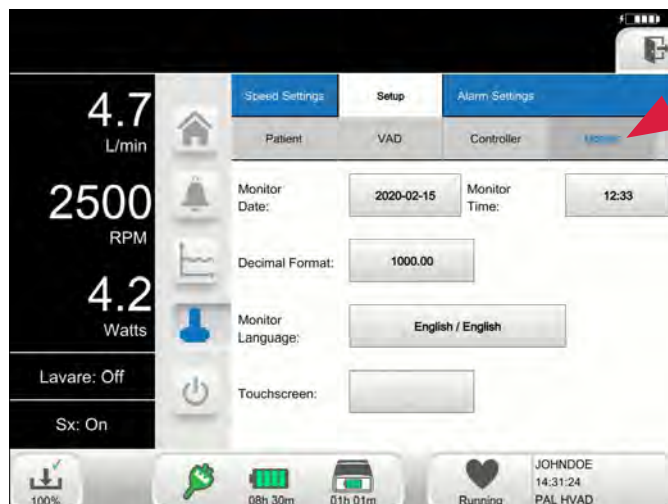 4.7
L/min
2500
RPM
4.2
Watts
Lavare: Off
Sx: On
Speed Settings
Setup
Alarm Settings
Patient
VAD
Controller
Monitor
Monitor
Date:
2020-02-15
Monitor
Time:
12:33
Decimal Format:
1000.00
Monitor
Language:
English / English
Touchscreen:
100%
08h 30m
01h 01m
Running
JOHNDOE
14:31:24
PAL HVAD